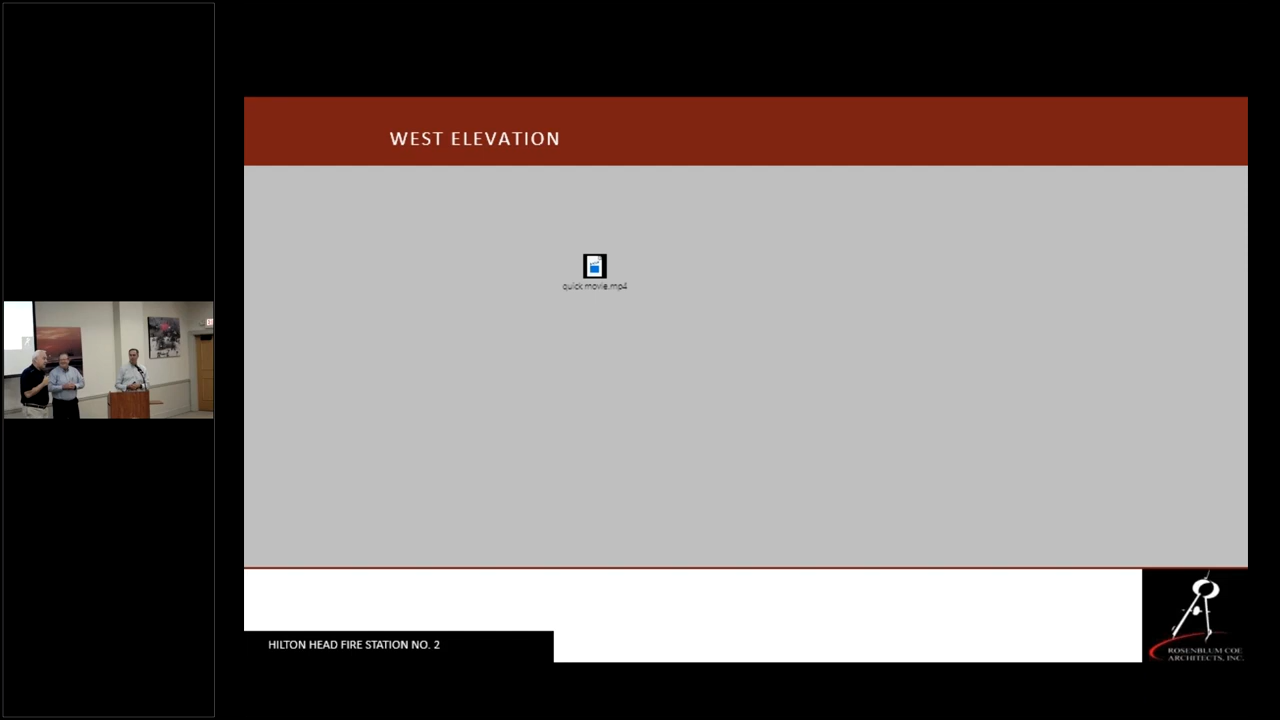 WEST ELEVATION
quick movie.mp4
HILTON HEAD FIRE STATION NO. 2
ROSENBLUM COE
ARCHITECTS, INC.